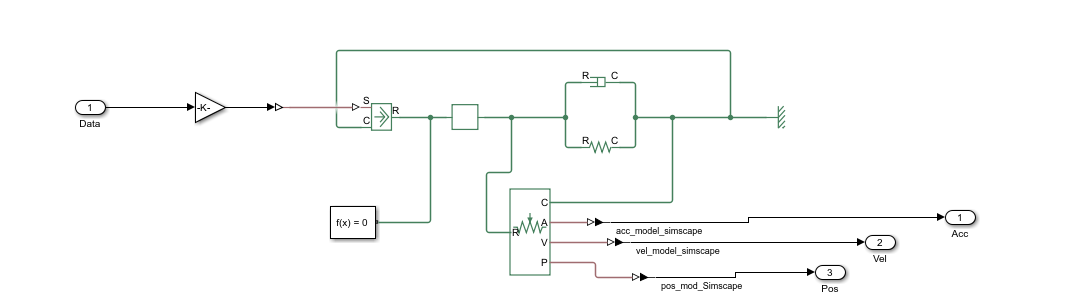 R C
S
1 -K- R
C
Data
R C
C
f(x) = 0 R A 1
acc_model_simscape Acc
V 2
vel_model_simscape Vel
P 3
pos_mod_Simscape Pos